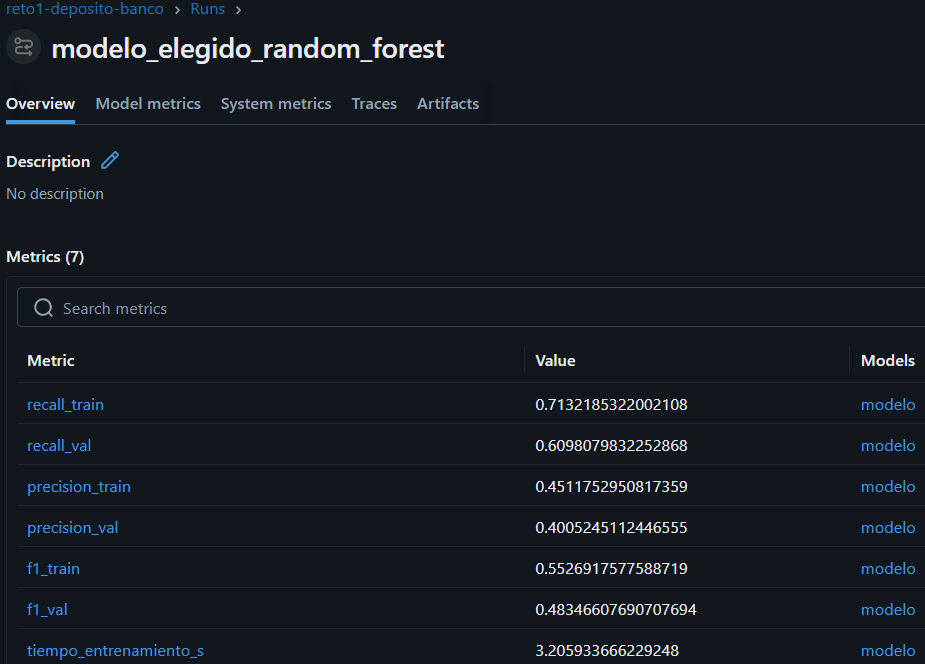 reto1-deposito-banco › Runs ›
modelo_elegido_random_forest
Overview Model metrics System metrics Traces Artifacts
Description
No description
Metrics (7)
Search metrics
Metric Value Models
recall_train 0.7132185322002108 modelo
recall_val 0.6098079832252868 modelo
precision_train 0.4511752950817359 modelo
precision_val 0.4005245112446555 modelo
f1_train 0.5526917577588719 modelo
f1_val 0.48346607690707694 modelo
tiempo_entrenamiento_s 3.205933666229248 modelo